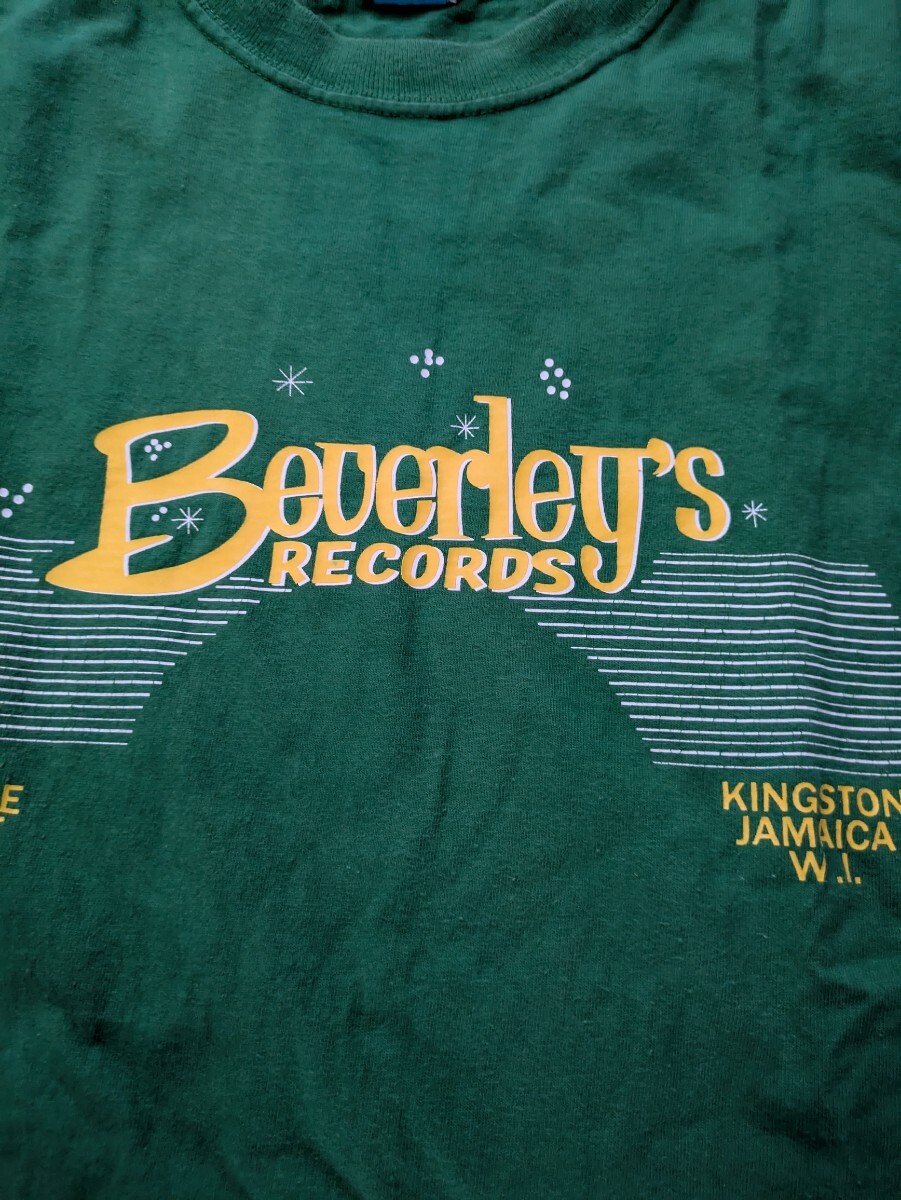 Beverley's
RECORDS
KINGSTON
JAMAICA
W.I.